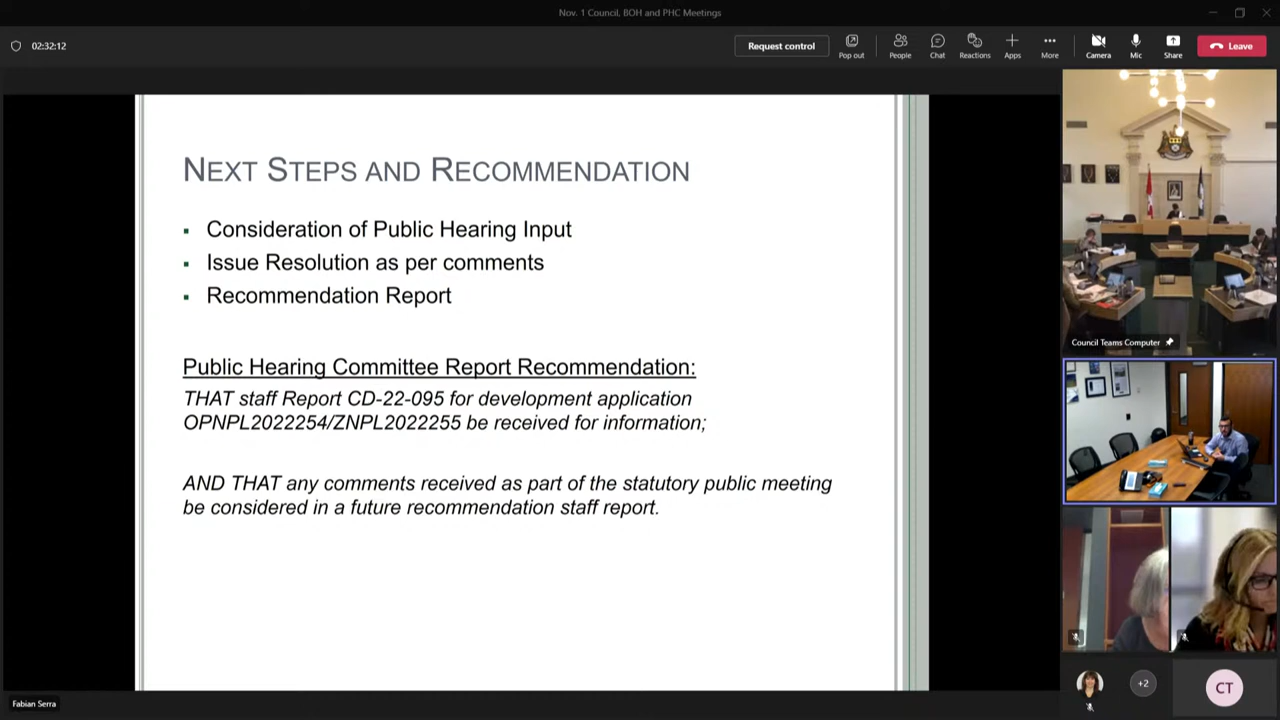 Nov. 1 Council, BOH and PHC Meetings
02:32:12
Request control
Pop out
People
Chat
Reactions
Apps
More
Camera
Mic
Share
Leave
NEXT STEPS AND RECOMMENDATION
Consideration of Public Hearing Input
Issue Resolution as per comments
Recommendation Report
Public Hearing Committee Report Recommendation:
THAT staff Report CD-22-095 for development application
OPNPL2022254/ZNPL2022255 be received for information;
AND THAT any comments received as part of the statutory public meeting
be considered in a future recommendation staff report.
Council Teams Computer
+2
CT
Fabian Serra